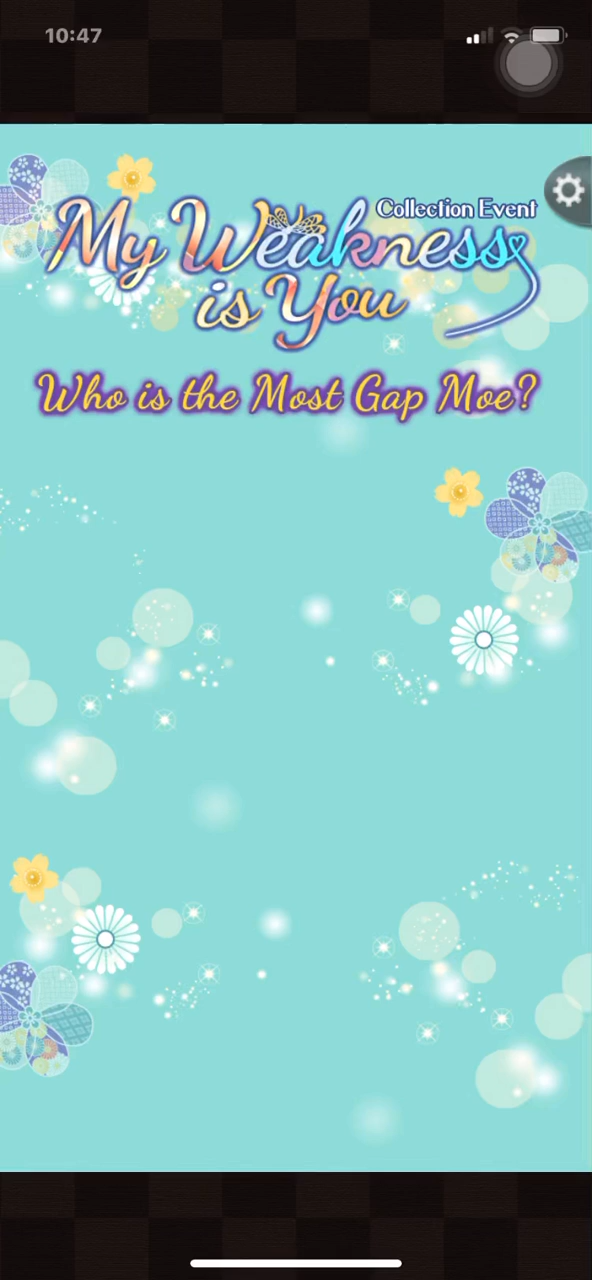 10:47
Collection Event
My Weakness
is You
Who is the Most Gap Moe?